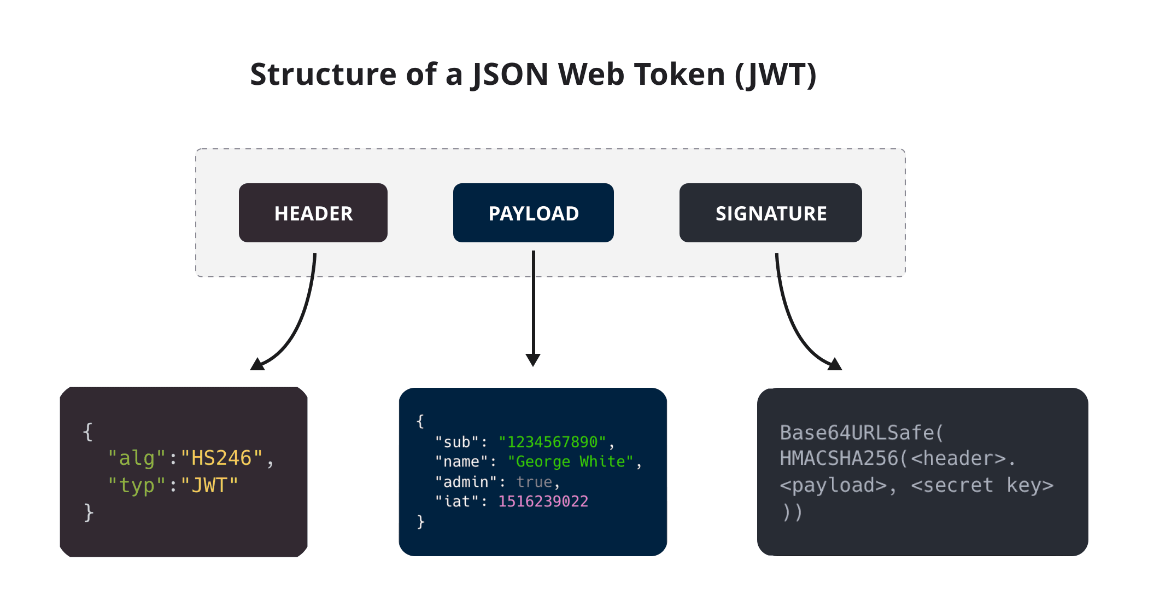 Structure of a JSON Web Token (JWT)
HEADER
PAYLOAD
SIGNATURE
{
"alg":"HS246",
"typ":"JWT"
}
{
"sub": "1234567890",
"name": "George White",
"admin": true,
"iat": 1516239022
}
Base64URLSafe(
HMACSHA256(<header>.
<payload>, <secret key>
))